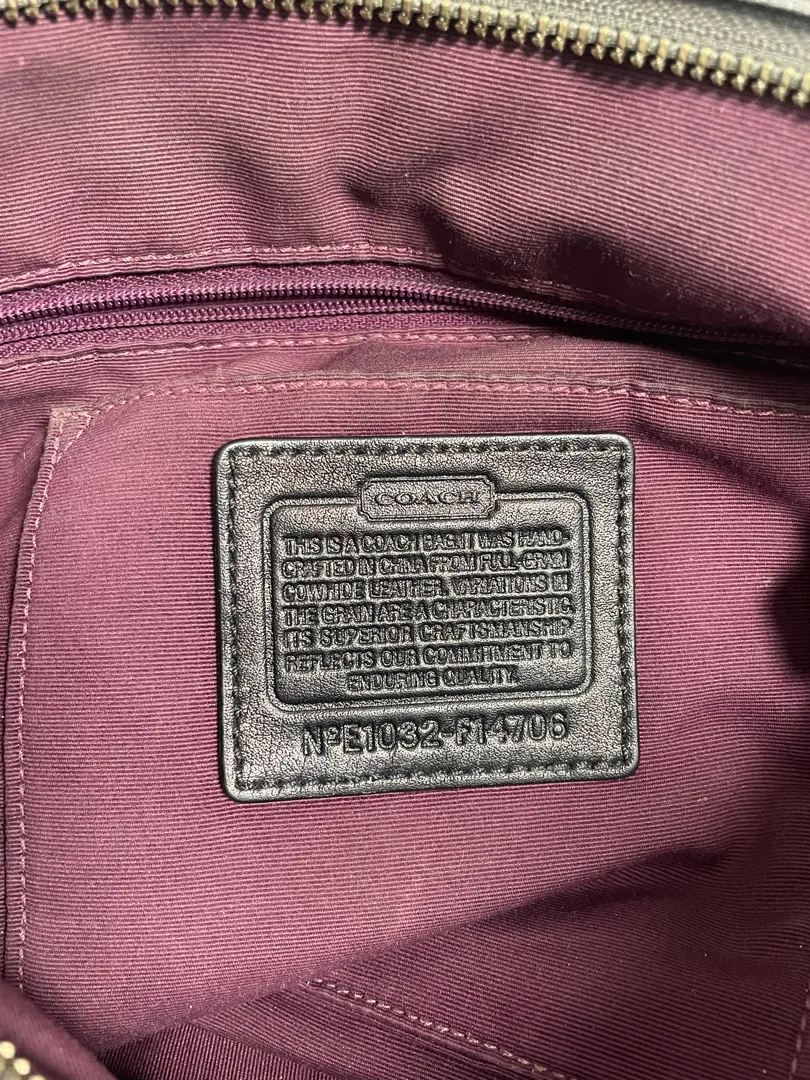 COACH
THIS IS A COACH BAG. IT WAS HAND-
CRAFTED IN CHINA FROM FULL-GRAIN
COWHIDE LEATHER. VARIATIONS IN
THE GRAIN ARE A CHARACTERISTIC.
ITS SUPERIOR CRAFTSMANSHIP
REFLECTS OUR COMMITMENT TO
ENDURING QUALITY.
Nº E1032-F14706